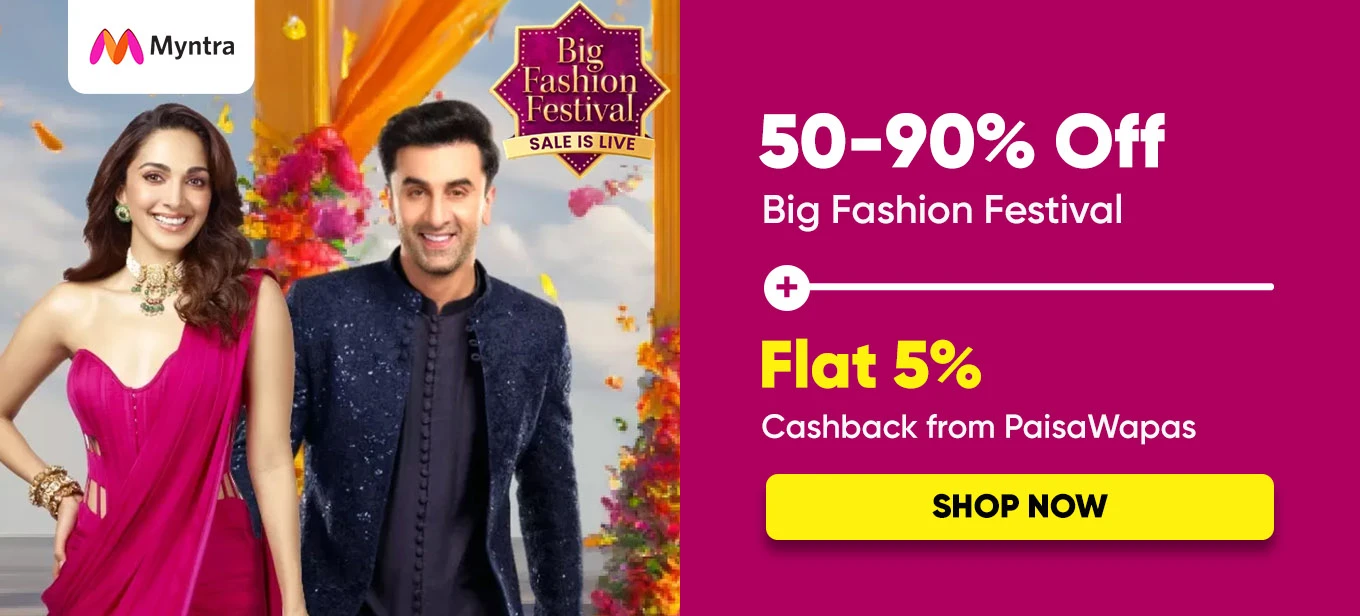 Myntra
Big
Fashion
Festival
SALE IS LIVE
50-90% Off
Big Fashion Festival
+
Flat 5%
Cashback from PaisaWapas
SHOP NOW